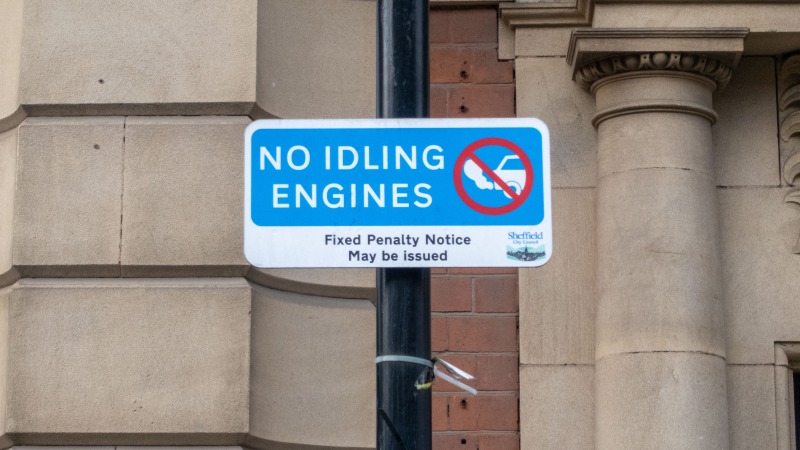 NO IDLING
ENGINES
Fixed Penalty Notice
May be issued
Sheffield
City Council